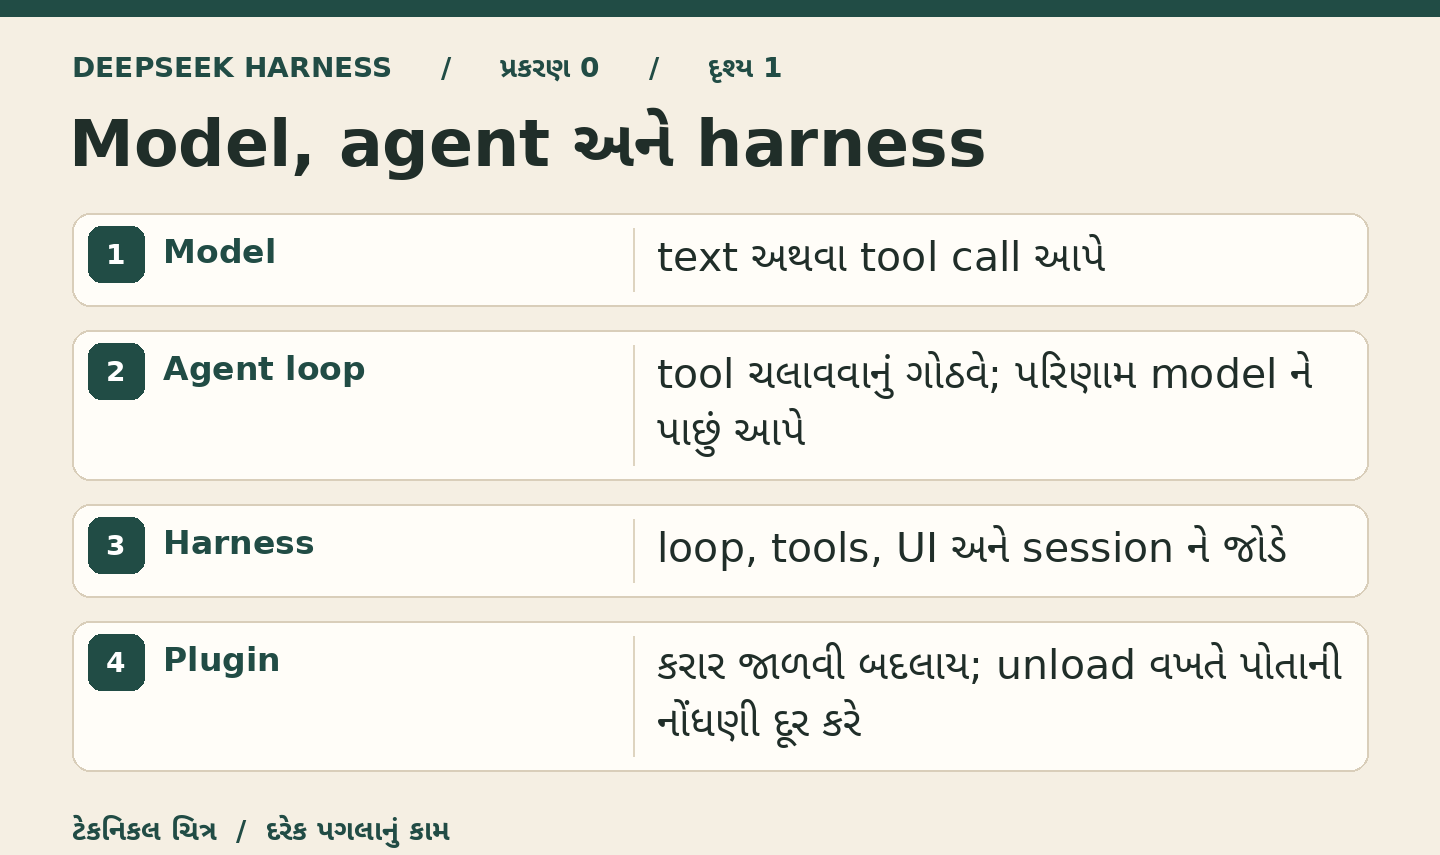 DEEPSEEK HARNESS / પ્રકરણ 0 / દૃશ્ય 1
Model, agent અને harness
1 Model
text અથવા tool call આપે
2 Agent loop
tool ચલાવવાનું ગોઠવે; પરિણામ model ને
પાછું આપે
3 Harness
loop, tools, UI અને session ને જોડે
4 Plugin
કરાર જાળવી બદલાય; unload વખતે પોતાની
નોંધણી દૂર કરે
ટેકનિકલ ચિત્ર / દરેક પગલાનું કામ